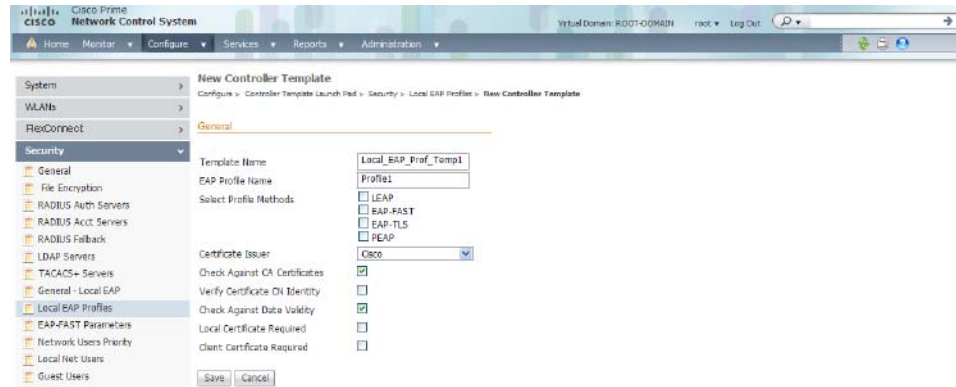 Cisco Prime
CISCO Network Control System
Virtual Domain: ROOT-DOMAIN root Log Out
Home Monitor Configure Services Reports Administration
New Controller Template
Configure > Controller Template Launch Pad > Security > Local EAP Profiles > New Controller Template
System
WLANs
FlexConnect
Security
General
File Encryption
RADIUS Auth Servers
RADIUS Acct Servers
RADIUS Fallback
LDAP Servers
TACACS+ Servers
General - Local EAP
Local EAP Profiles
EAP-FAST Parameters
Network Users Priority
Local Net Users
Guest Users
General
Template Name Local_EAP_Prof_Temp1
EAP Profile Name Profile1
Select Profile Methods LEAP
EAP-FAST
EAP-TLS
PEAP
Certificate Issuer Cisco
Check Against CA Certificates
Verify Certificate CN Identity
Check Against Date Validity
Local Certificate Required
Client Certificate Required
Save Cancel